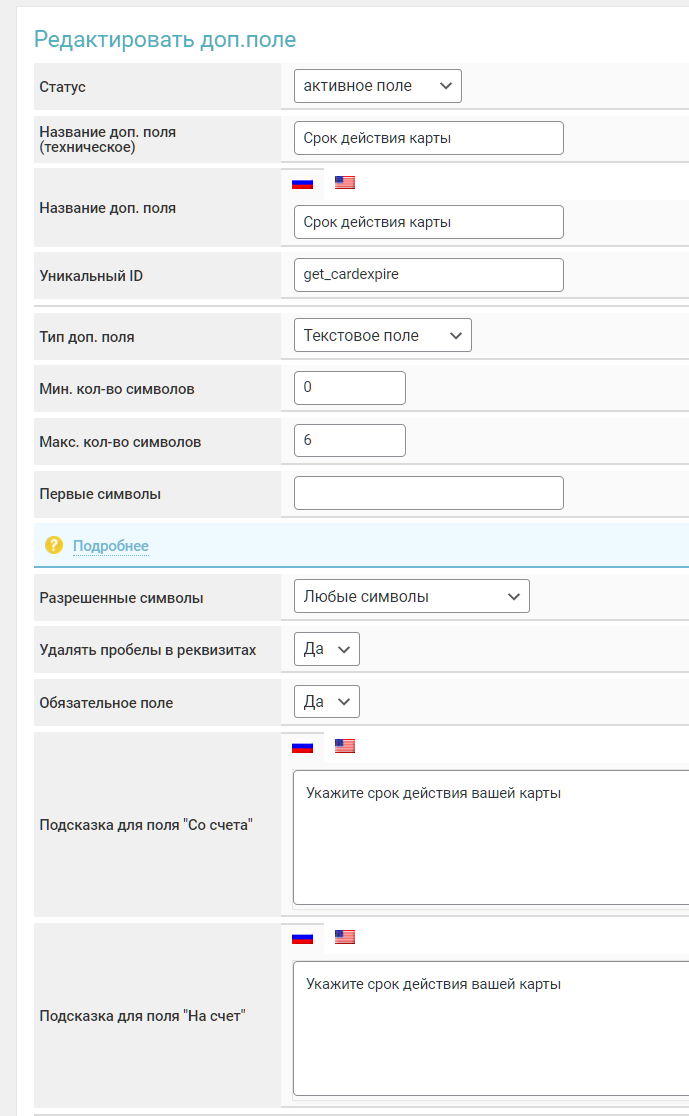 Редактировать доп.поле
Статус
активное поле
Название доп. поля
(техническое)
Срок действия карты
Название доп. поля
Срок действия карты
Уникальный ID
get_cardexpire
Тип доп. поля
Текстовое поле
Мин. кол-во символов
0
Макс. кол-во символов
6
Первые символы
?
Подробнее
Разрешенные символы
Любые символы
Удалять пробелы в реквизитах
Да
Обязательное поле
Да
Подсказка для поля "Со счета"
Укажите срок действия вашей карты
Подсказка для поля "На счет"
Укажите срок действия вашей карты